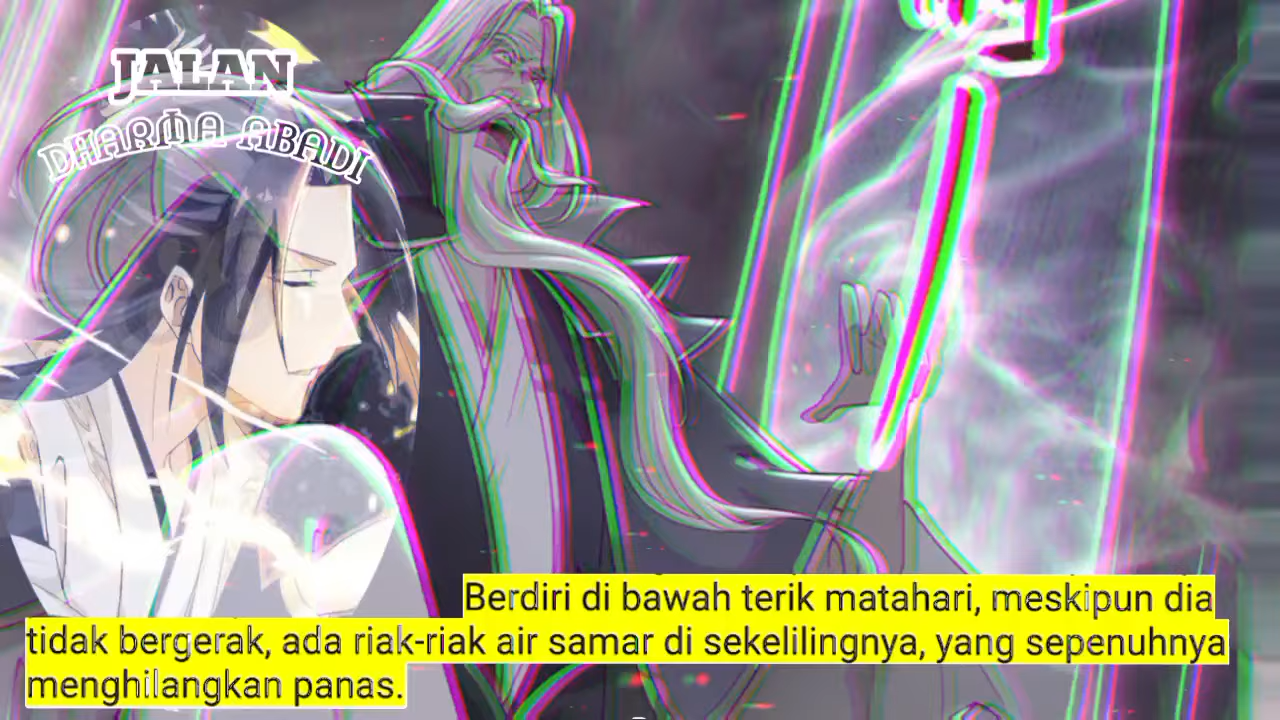 JALAN
DHARMA ABADI
Berdiri di bawah terik matahari, meskipun dia
tidak bergerak, ada riak-riak air samar di sekelilingnya, yang sepenuhnya
menghilangkan panas.